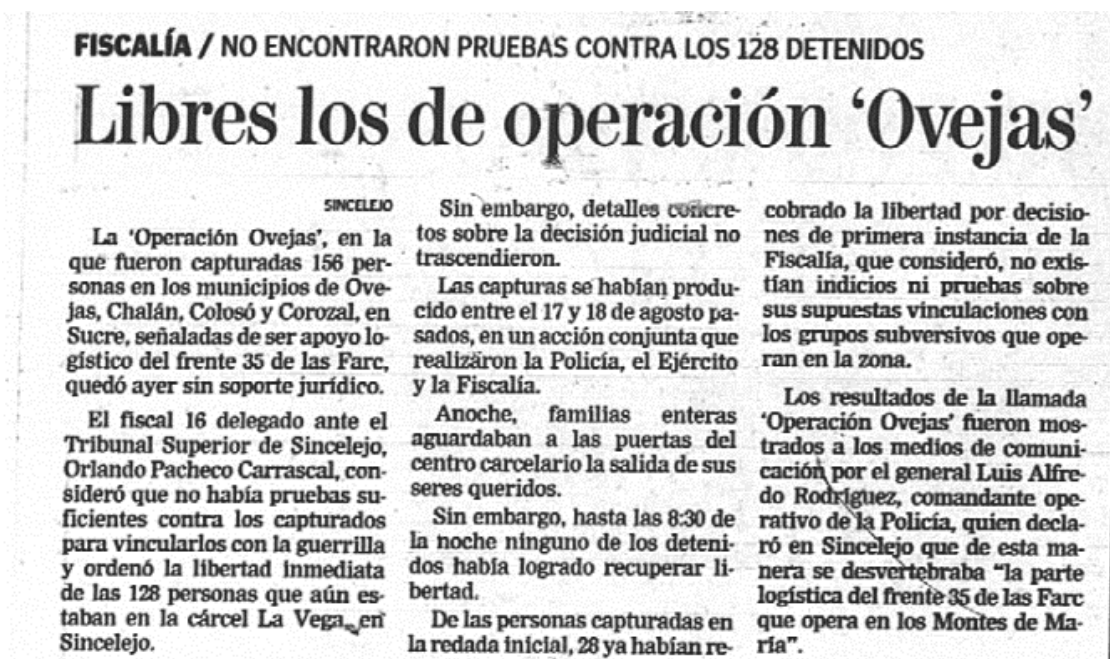 FISCALÍA / NO ENCONTRARON PRUEBAS CONTRA LOS 128 DETENIDOS
Libres los de operación ‘Ovejas’
SINCELEJO
La ‘Operación Ovejas’, en la
que fueron capturadas 156 per-
sonas en los municipios de Ove-
jas, Chalán, Colosó y Corozal, en
Sucre, señaladas de ser apoyo lo-
gístico del frente 35 de las Farc,
quedó ayer sin soporte jurídico.
El fiscal 16 delegado ante el
Tribunal Superior de Sincelejo,
Orlando Pacheco Carrascal, con-
sideró que no había pruebas su-
ficientes contra los capturados
para vincularlos con la guerrilla
y ordenó la libertad inmediata
de las 128 personas que aún es-
taban en la cárcel La Vega, en
Sincelejo.
Sin embargo, detalles concre-
tos sobre la decisión judicial no
trascendieron.
Las capturas se habían produ-
cido entre el 17 y 18 de agosto pa-
sados, en un acción conjunta que
realizaron la Policía, el Ejército
y la Fiscalía.
Anoche, familias enteras
aguardaban a las puertas del
centro carcelario la salida de sus
seres queridos.
Sin embargo, hasta las 8:30 de
la noche ninguno de los deteni-
dos había logrado recuperar li-
bertad.
De las personas capturadas en
la redada inicial, 28 ya habían re-
cobrado la libertad por decisio-
nes de primera instancia de la
Fiscalía, que consideró, no exis-
tían indicios ni pruebas sobre
sus supuestas vinculaciones con
los grupos subversivos que ope-
ran en la zona.
Los resultados de la llamada
‘Operación Ovejas’ fueron mos-
trados a los medios de comuni-
cación por el general Luis Alfre-
do Rodríguez, comandante ope-
rativo de la Policía, quien decla-
ró en Sincelejo que de esta ma-
nera se desvertebraba “la parte
logística del frente 35 de las Farc
que opera en los Montes de Ma-
ría”.